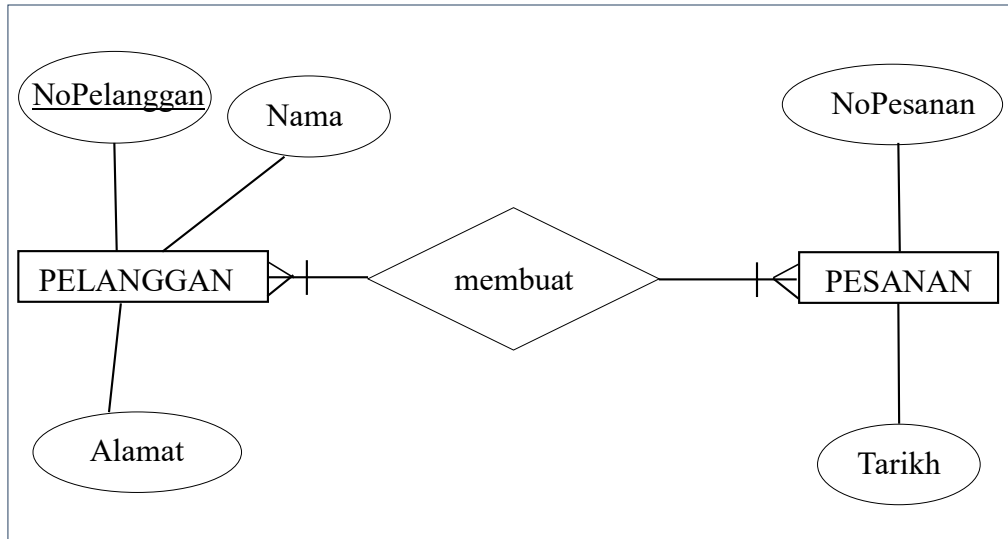 NoPelanggan
Nama
NoPesanan
PELANGGAN
membuat
PESANAN
Alamat
Tarikh